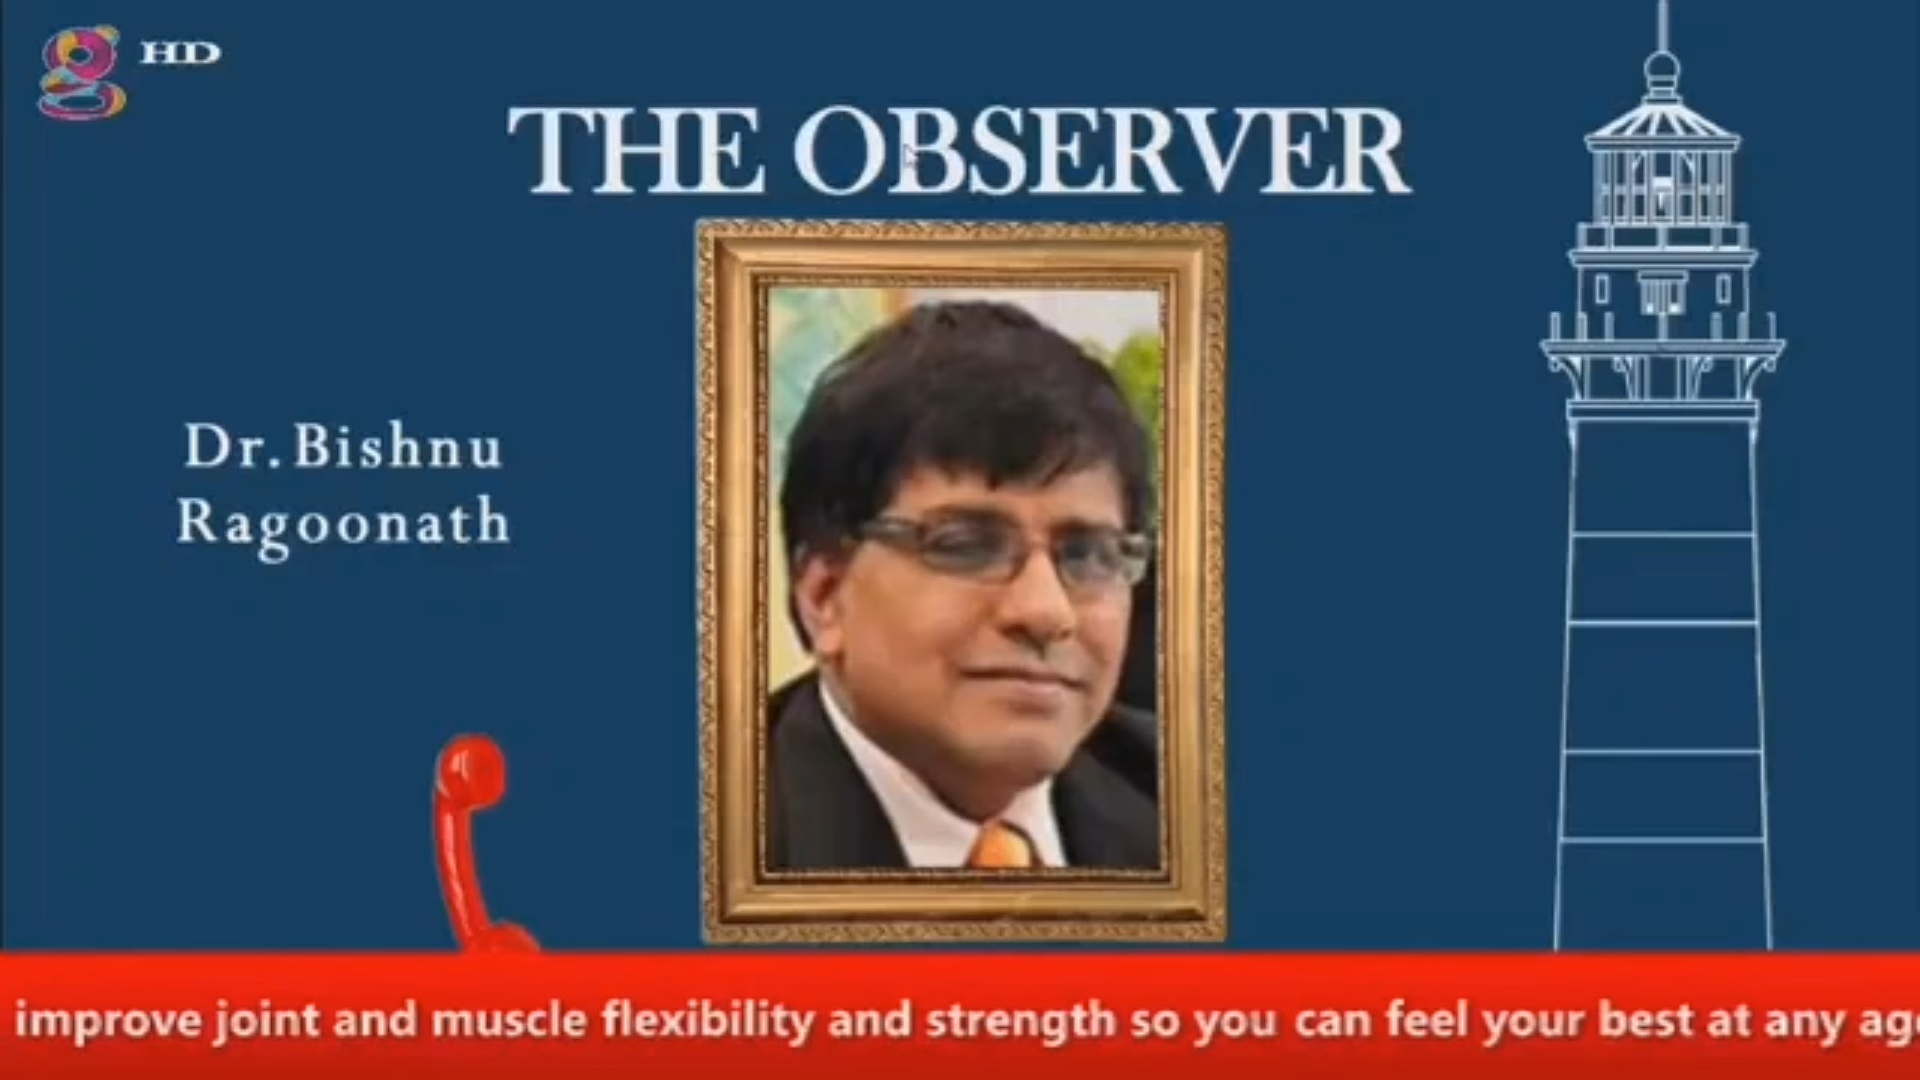 HD
THE OBSERVER
Dr. Bishnu
Ragoonath
improve joint and muscle flexibility and strength so you can feel your best at any